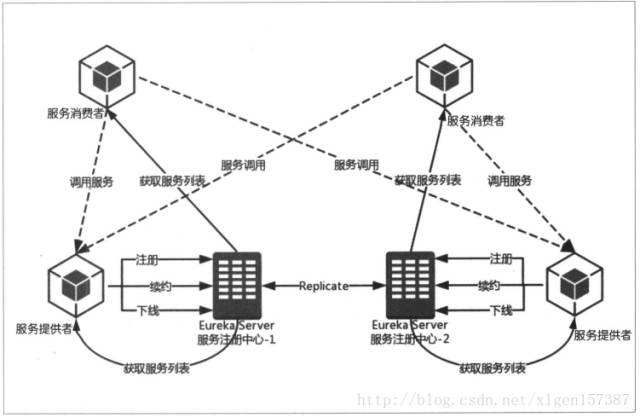 服务消费者
服务消费者
服务调用
服务调用
调用服务
获取服务列表
获取服务列表
调用服务
注册
注册
续约
Replicate
续约
下线
下线
服务提供者
Eureka Server
服务注册中心-1
Eureka Server
服务注册中心-2
服务提供者
获取服务列表
获取服务列表
http://blog.csdn.net/xlgen157387